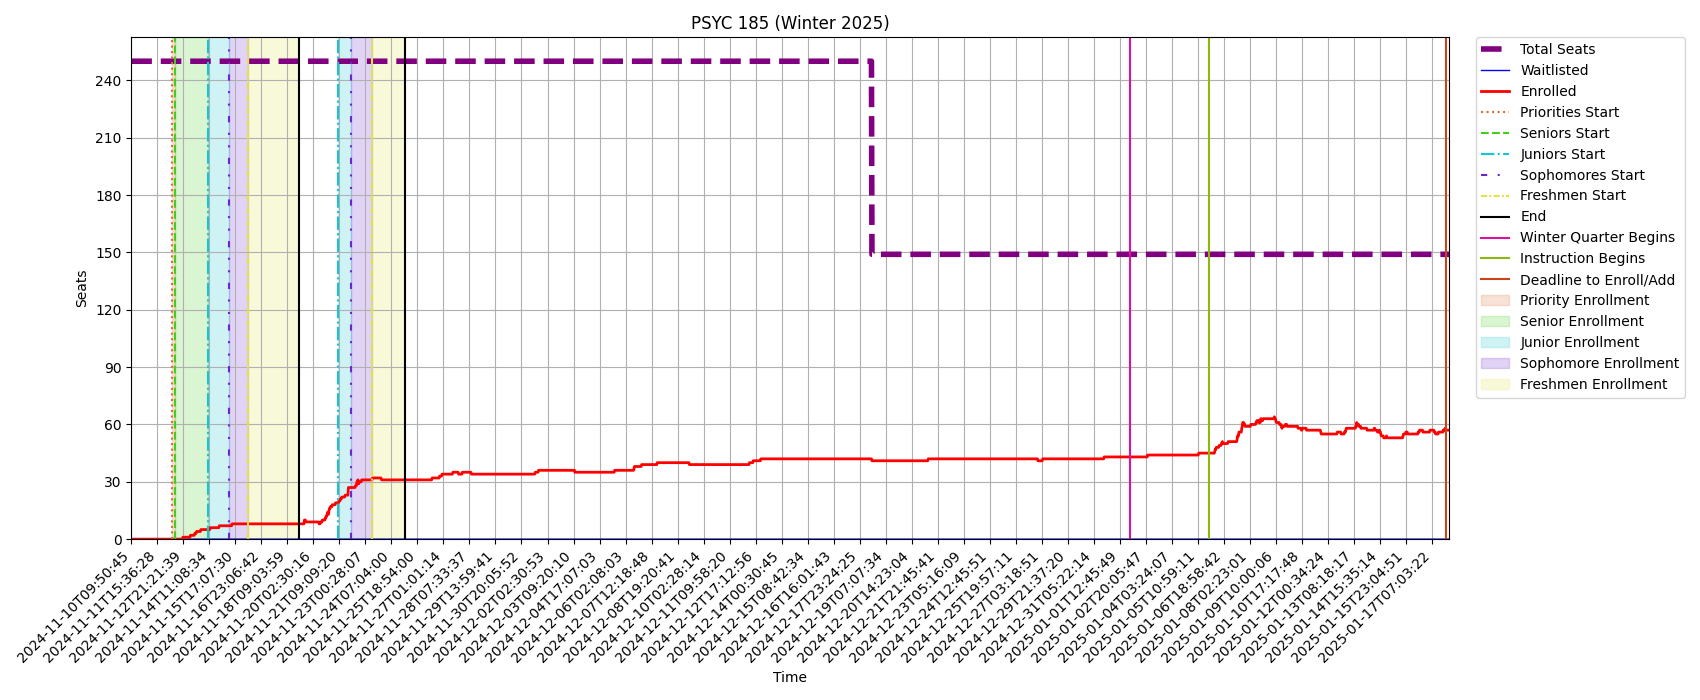 PSYC 185 (Winter 2025)
Seats
240
210
180
150
120
90
60
30
0
2024-11-10T09:50:45
2024-11-11T15:36:28
2024-11-12T21:21:39
2024-11-14T11:08:34
2024-11-15T17:07:30
2024-11-16T23:06:42
2024-11-18T09:03:59
2024-11-20T02:30:16
2024-11-21T09:09:20
2024-11-23T00:28:07
2024-11-24T07:04:00
2024-11-25T18:54:00
2024-11-27T01:01:14
2024-11-28T07:33:37
2024-11-29T13:59:41
2024-11-30T20:05:52
2024-12-02T02:30:53
2024-12-03T09:20:10
2024-12-04T17:07:03
2024-12-06T02:08:03
2024-12-07T12:18:48
2024-12-08T19:20:41
2024-12-10T02:28:14
2024-12-11T09:58:20
2024-12-12T17:12:56
2024-12-14T00:30:45
2024-12-15T08:42:34
2024-12-16T16:01:43
2024-12-17T23:24:25
2024-12-19T07:07:34
2024-12-20T14:23:04
2024-12-21T21:45:41
2024-12-23T05:16:09
2024-12-24T12:45:51
2024-12-25T19:57:11
2024-12-27T03:18:51
2024-12-29T21:37:20
2024-12-31T05:22:14
2025-01-01T12:45:49
2025-01-02T20:05:47
2025-01-04T03:24:07
2025-01-05T10:59:11
2025-01-06T18:58:42
2025-01-08T02:23:01
2025-01-09T10:00:06
2025-01-10T17:17:48
2025-01-12T00:34:24
2025-01-13T08:18:17
2025-01-14T15:35:14
2025-01-15T23:04:51
2025-01-17T07:03:22
Time
Total Seats
Waitlisted
Enrolled
Priorities Start
Seniors Start
Juniors Start
Sophomores Start
Freshmen Start
End
Winter Quarter Begins
Instruction Begins
Deadline to Enroll/Add
Priority Enrollment
Senior Enrollment
Junior Enrollment
Sophomore Enrollment
Freshmen Enrollment